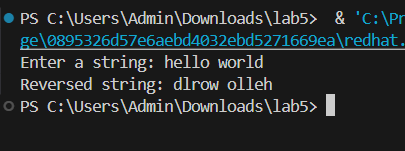 PS C:\Users\Admin\Downloads\lab5>  & 'C:\Pr
ge\0895326d57e6aebd4032ebd5271669ea\redhat.
Enter a string: hello world
Reversed string: dlrow olleh
PS C:\Users\Admin\Downloads\lab5>